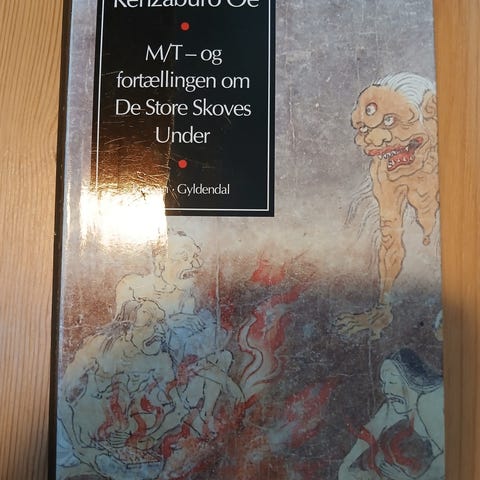 Kenzaburo Oe
M/T – og
fortællingen om
De Store Skoves
Under
· Gyldendal